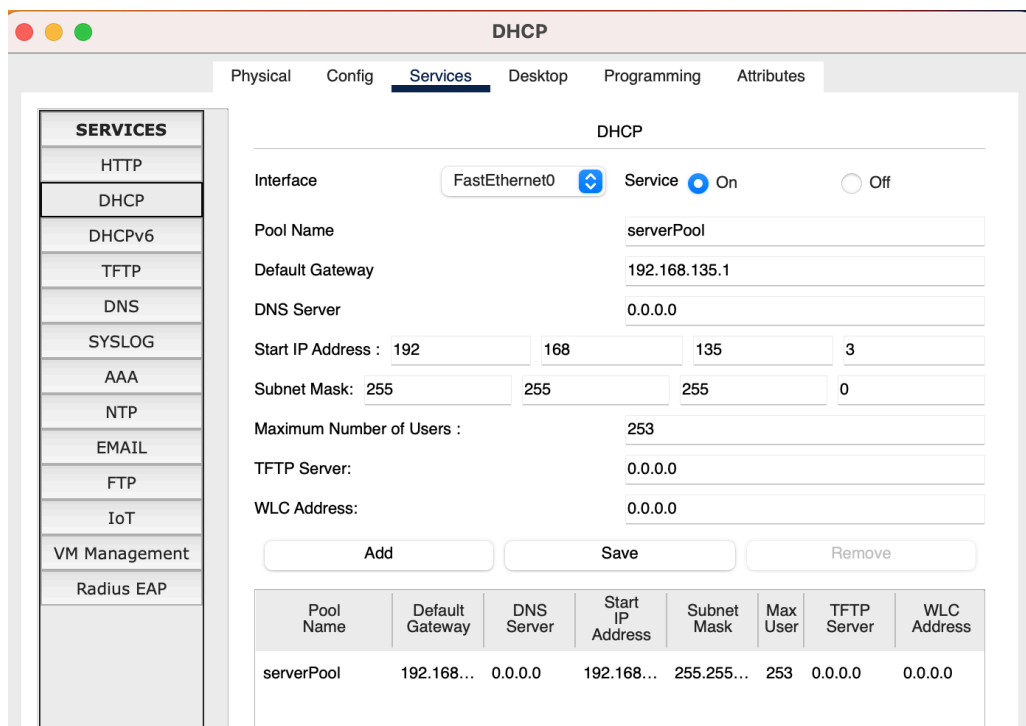 DHCP
Physical Config Services Desktop Programming Attributes
SERVICES
HTTP
DHCP
DHCPv6
TFTP
DNS
SYSLOG
AAA
NTP
EMAIL
FTP
IoT
VM Management
Radius EAP
DHCP
Interface FastEthernet0 Service On Off
Pool Name serverPool
Default Gateway 192.168.135.1
DNS Server 0.0.0.0
Start IP Address : 192 168 135 3
Subnet Mask: 255 255 255 0
Maximum Number of Users : 253
TFTP Server: 0.0.0.0
WLC Address: 0.0.0.0
Add Save Remove
Pool Name Default Gateway DNS Server Start IP Address Subnet Mask Max User TFTP Server WLC Address
serverPool 192.168... 0.0.0.0 192.168... 255.255... 253 0.0.0.0 0.0.0.0